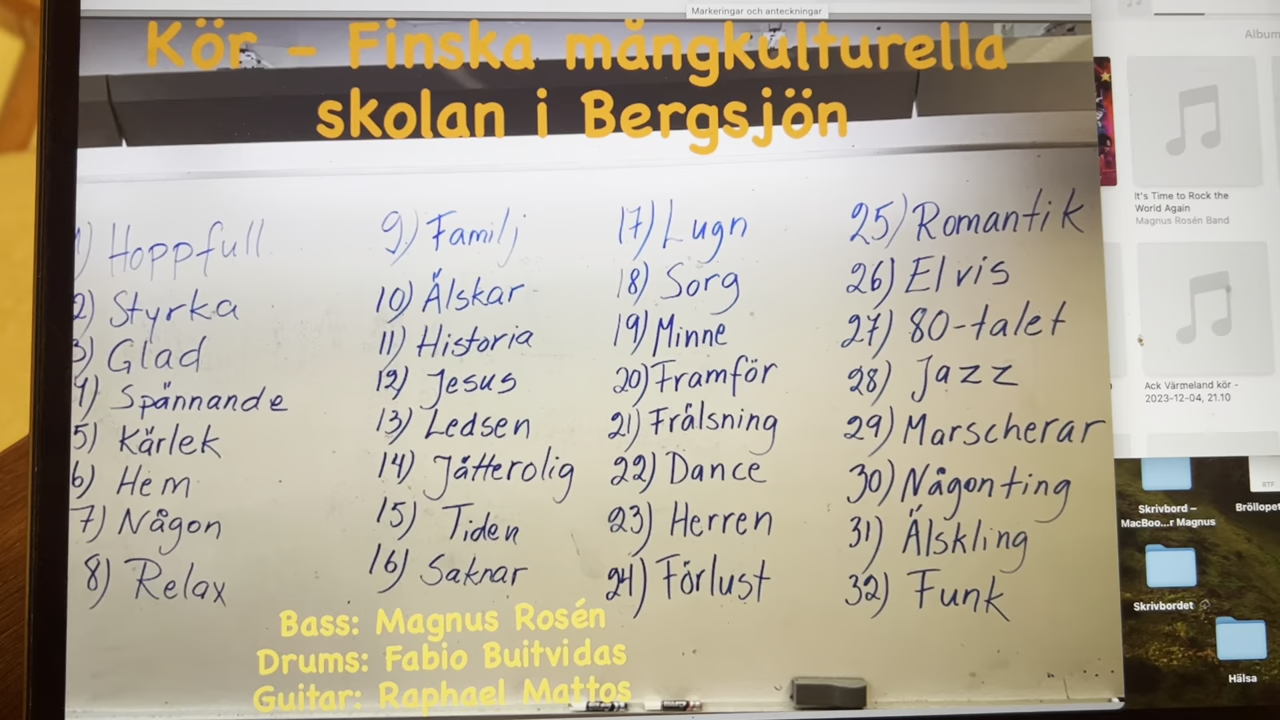 Markeringar och anteckningar
Kör - Finska mångkulturella
skolan i Bergsjön
1) Hoppfull
2) Styrka
3) Glad
4) Spännande
5) Kärlek
6) Hem
7) Någon
8) Relax
9) Familj
10) Älskar
11) Historia
12) Jesus
13) Ledsen
14) Jätterolig
15) Tiden
16) Saknar
17) Lugn
18) Sorg
19) Minne
20) Framför
21) Frälsning
22) Dance
23) Herren
24) Förlust
25) Romantik
26) Elvis
27) 80-talet
28) Jazz
29) Marscherar
30) Någonting
31) Älskling
32) Funk
Bass: Magnus Rosén
Drums: Fabio Buitvidas
Guitar: Raphael Mattos
Album
It's Time to Rock the
World Again
Magnus Rosén Band
Ack Värmeland kör -
2023-12-04, 21.10
Skrivbord –
MacBoo...r Magnus
Bröllopet
RTF
Skrivbordet
Hälsa